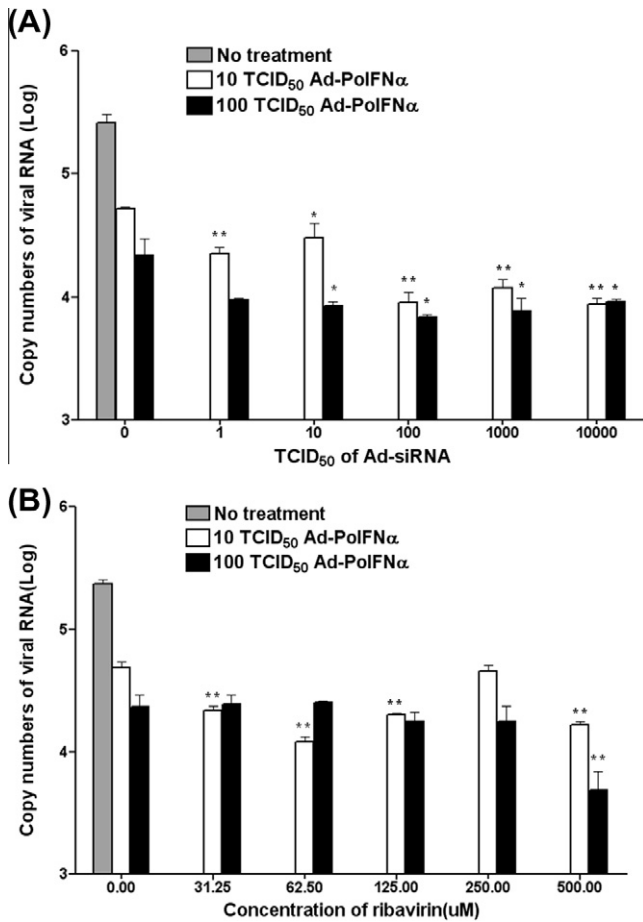 (A)
6
5
4
3
Copy numbers of viral RNA (Log)
No treatment
10 TCID50 Ad-PoIFNα
100 TCID50 Ad-PoIFNα
** * * ** * ** * ** *
0 1 10 100 1000 10000
TCID50 of Ad-siRNA
(B)
6
5
4
3
Copy numbers of viral RNA(Log)
No treatment
10 TCID50 Ad-PoIFNα
100 TCID50 Ad-PoIFNα
** ** ** ** **
0.00 31.25 62.50 125.00 250.00 500.00
Concentration of ribavirin(uM)